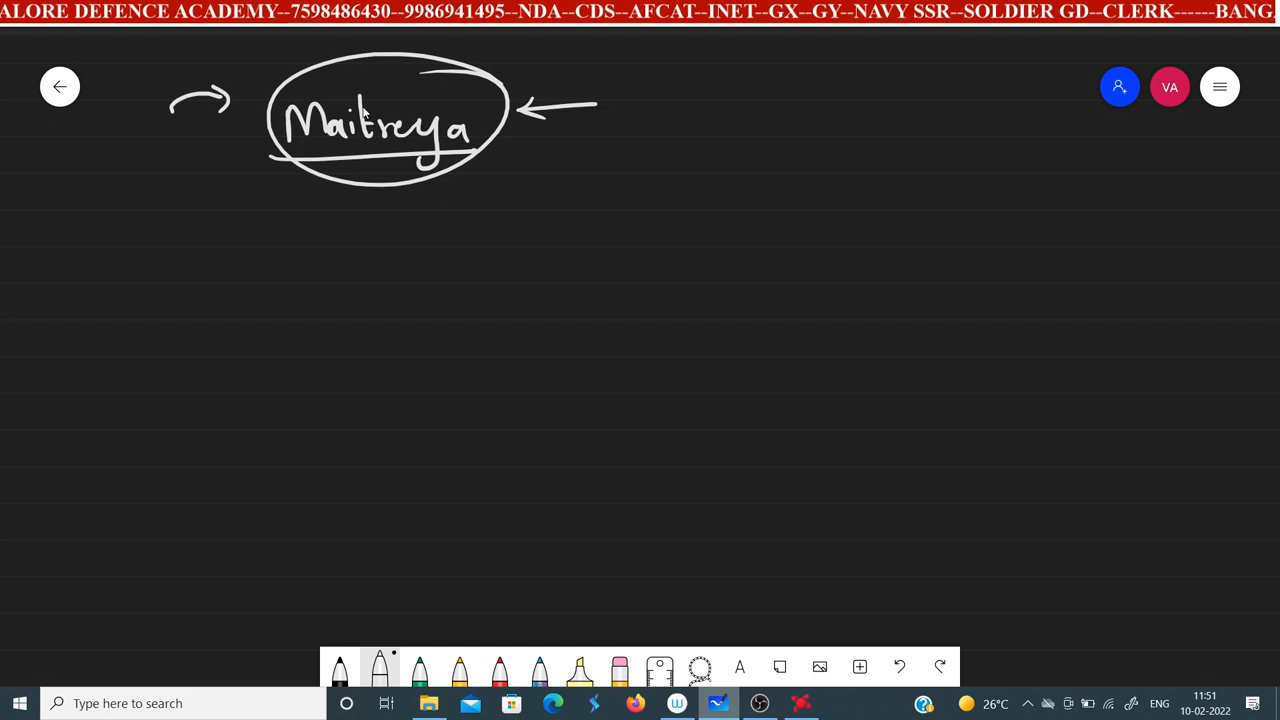 ALORE DEFENCE ACADEMY--7598486430--9986941495--NDA--CDS--AFCAT--INET--GX--GY--NAVY SSR--SOLDIER GD--CLERK------BANG
VA
Maitreya
A
Type here to search
26°C
ENG
11:51
10-02-2022